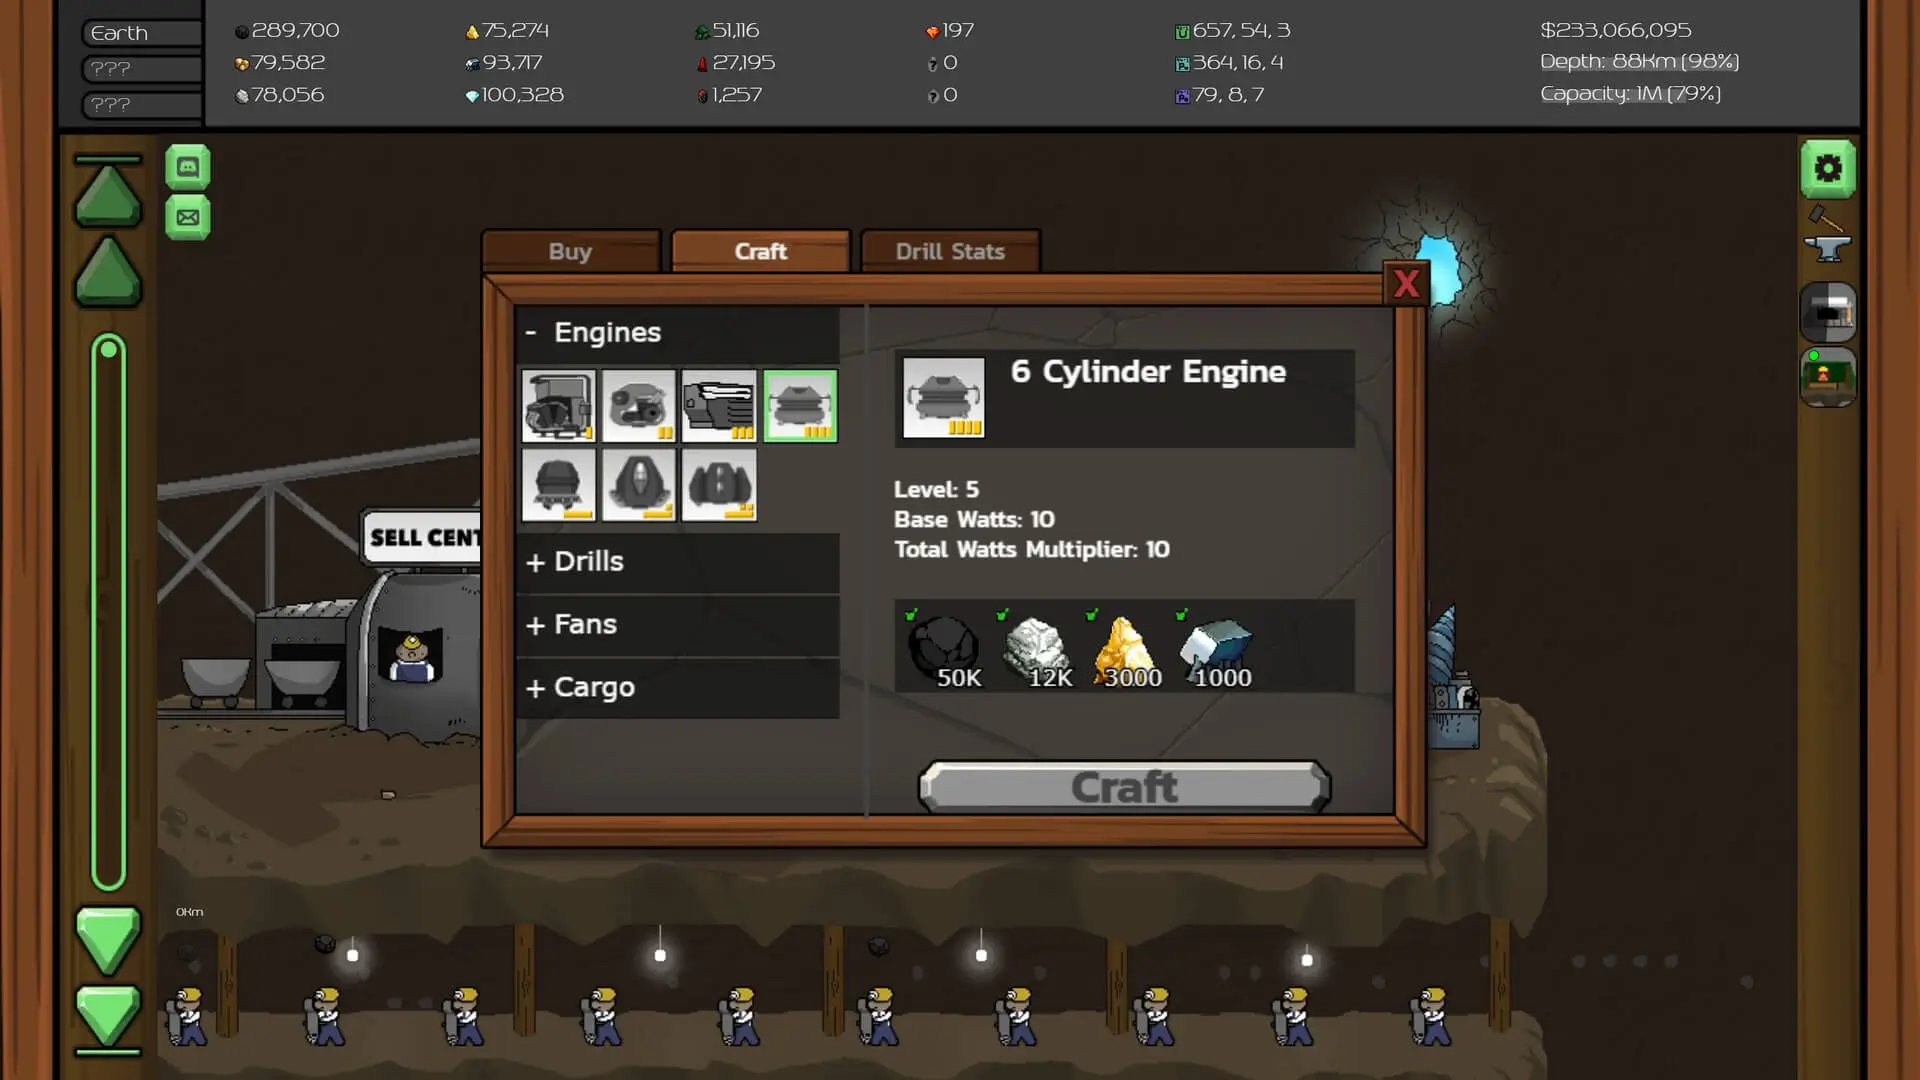 Earth
???
???
289,700
79,582
78,056
75,274
93,717
100,328
51,116
27,195
1,257
197
0
0
657, 54, 3
364, 16, 4
79, 8, 7
$233,066,095
Depth: 88Km (98%)
Capacity: 1M (79%)
Buy
Craft
Drill Stats
X
- Engines
+ Drills
+ Fans
+ Cargo
6 Cylinder Engine
Level: 5
Base Watts: 10
Total Watts Multiplier: 10
50K
12K
3000
1000
Craft
SELL CENT
0Km